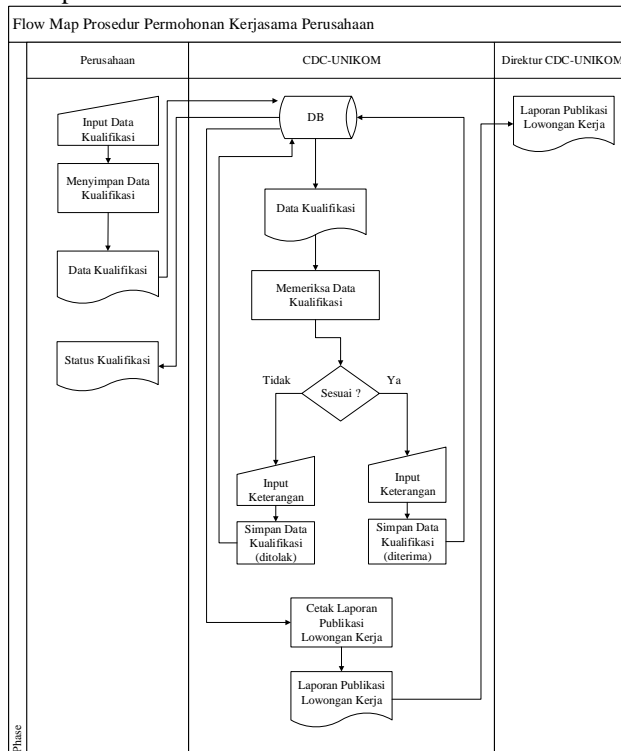 Flow Map Prosedur Permohonan Kerjasama Perusahaan
Perusahaan
CDC-UNIKOM
Direktur CDC-UNIKOM
Input Data
Kualifikasi
Menyimpan Data
Kualifikasi
Data Kualifikasi
Status Kualifikasi
DB
Data Kualifikasi
Memeriksa Data
Kualifikasi
Sesuai ?
Tidak
Ya
Input
Keterangan
Simpan Data
Kualifikasi
(ditolak)
Input
Keterangan
Simpan Data
Kualifikasi
(diterima)
Cetak Laporan
Publikasi
Lowongan Kerja
Laporan Publikasi
Lowongan Kerja
Laporan Publikasi
Lowongan Kerja
Phase